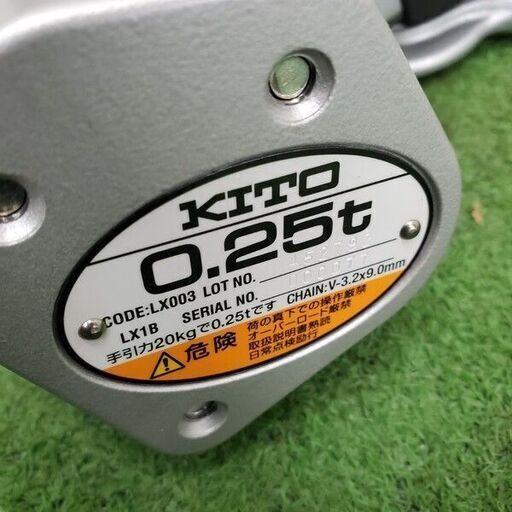 KITO
0.25t
CODE:LX003 LOT NO.
LX1B SERIAL NO. CHAIN:V-3.2x9.0mm
手引力20kgで0.25tです
危険
荷の真下での操作厳禁
オーバーロード厳禁
取扱説明書熟読
日常点検励行